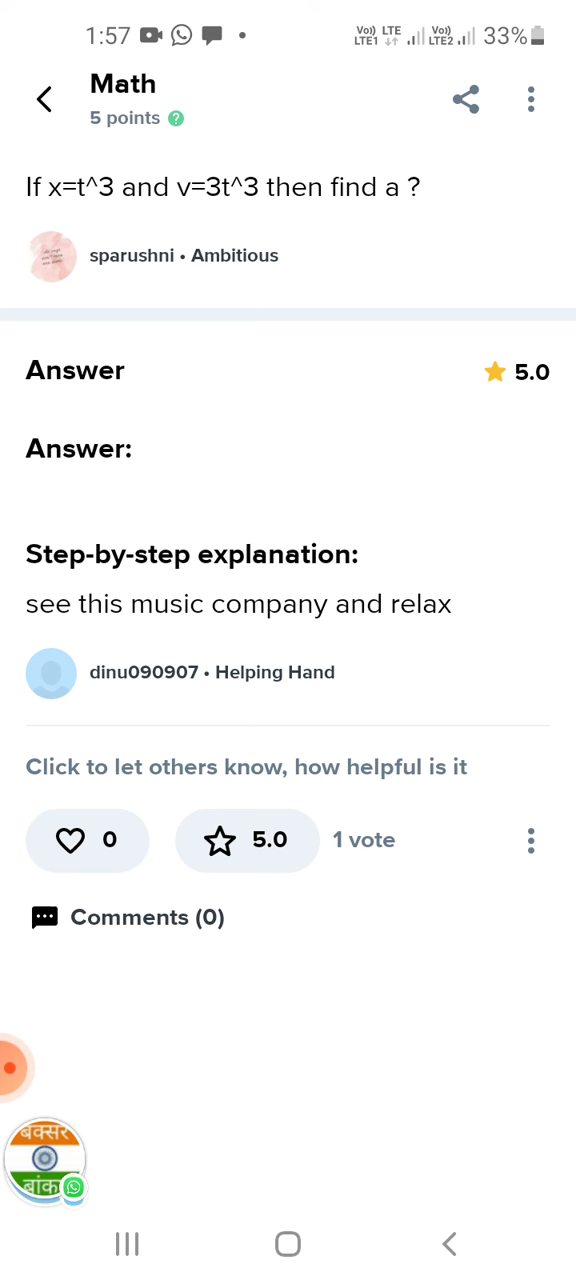 1:57 Vo) LTE Vo) 33%
LTE1 LTE2
Math
5 points ?
If x=t^3 and v=3t^3 then find a ?
sparushni • Ambitious
Answer 5.0
Answer:
Step-by-step explanation:
see this music company and relax
dinu090907 • Helping Hand
Click to let others know, how helpful is it
0 5.0 1 vote
Comments (0)
बक्सर
बांका